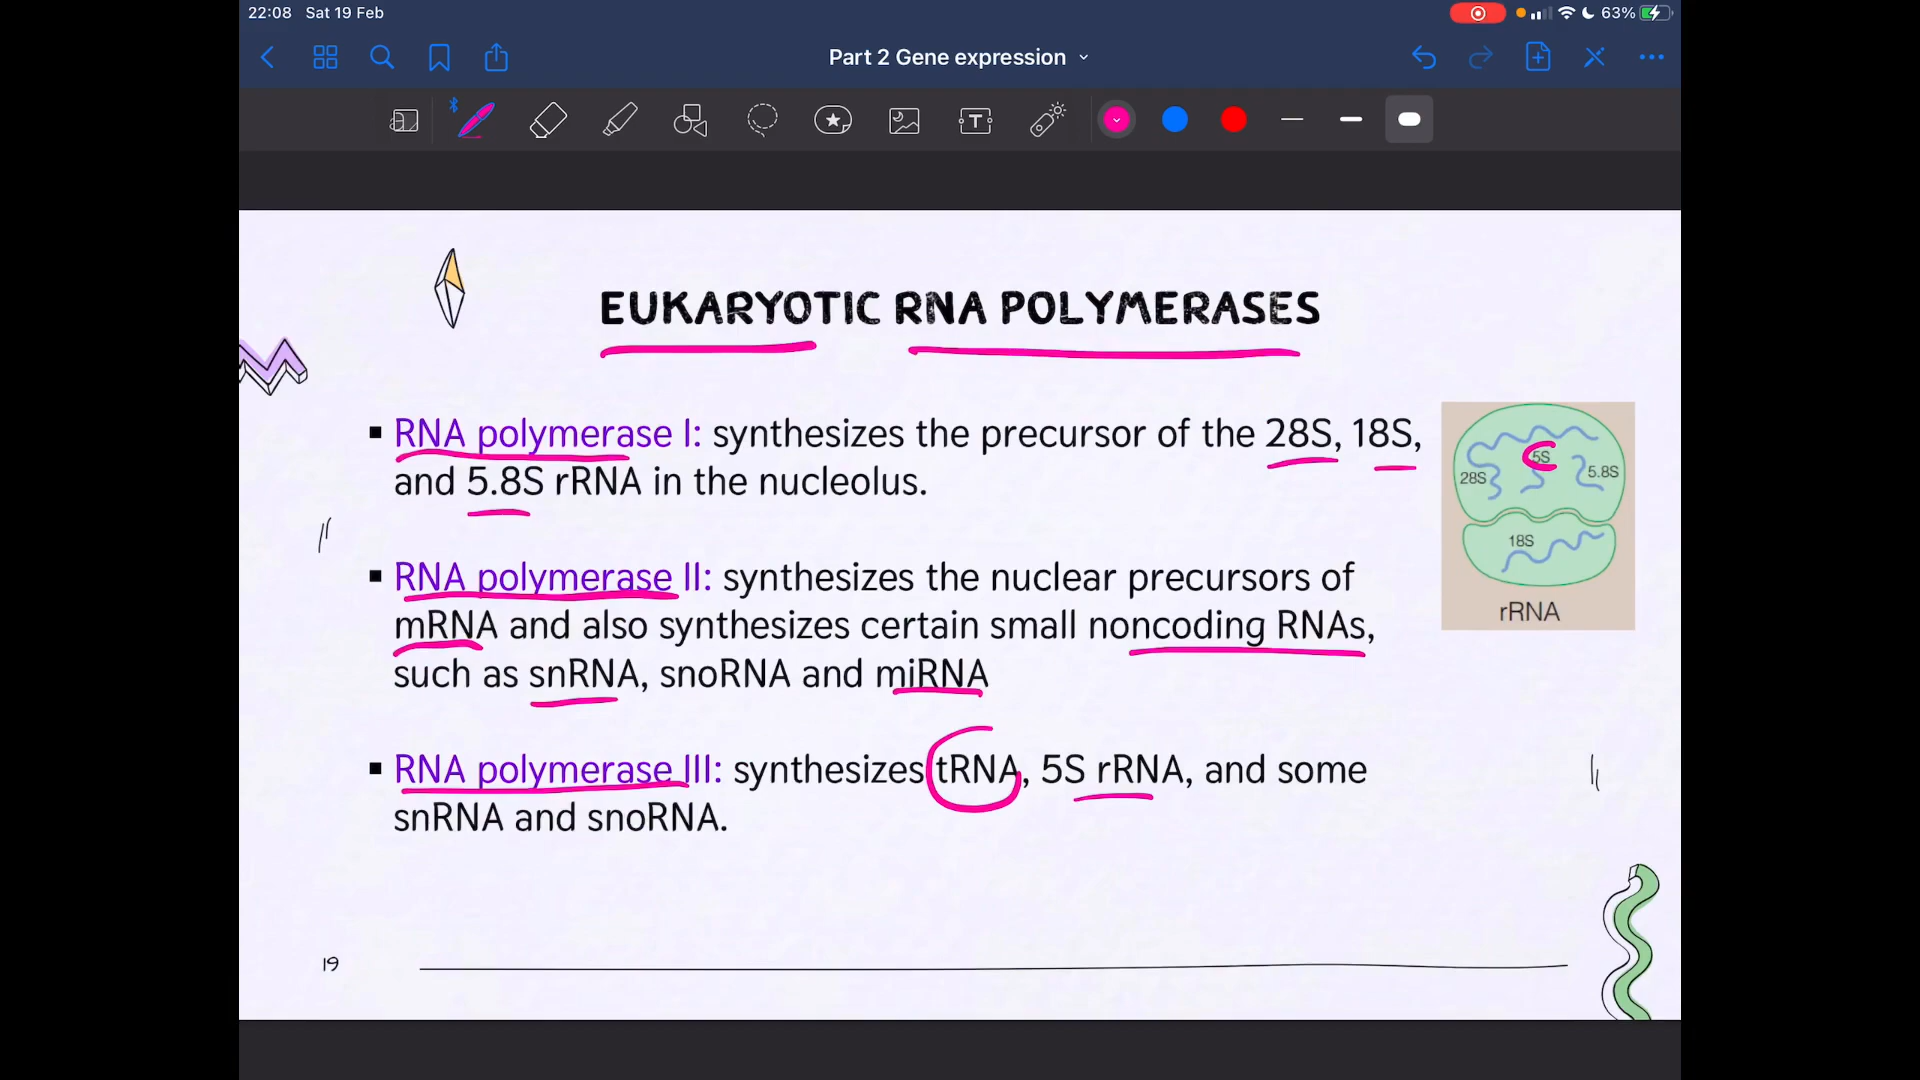 22:08 Sat 19 Feb
63%
Part 2 Gene expression
T
EUKARYOTIC RNA POLYMERASES
▪ RNA polymerase I: synthesizes the precursor of the 28S, 18S,
and 5.8S rRNA in the nucleolus.
▪ RNA polymerase II: synthesizes the nuclear precursors of
mRNA and also synthesizes certain small noncoding RNAs,
such as snRNA, snoRNA and miRNA
▪ RNA polymerase III: synthesizes tRNA, 5S rRNA, and some
snRNA and snoRNA.
5S
28S
5.8S
18S
rRNA
19